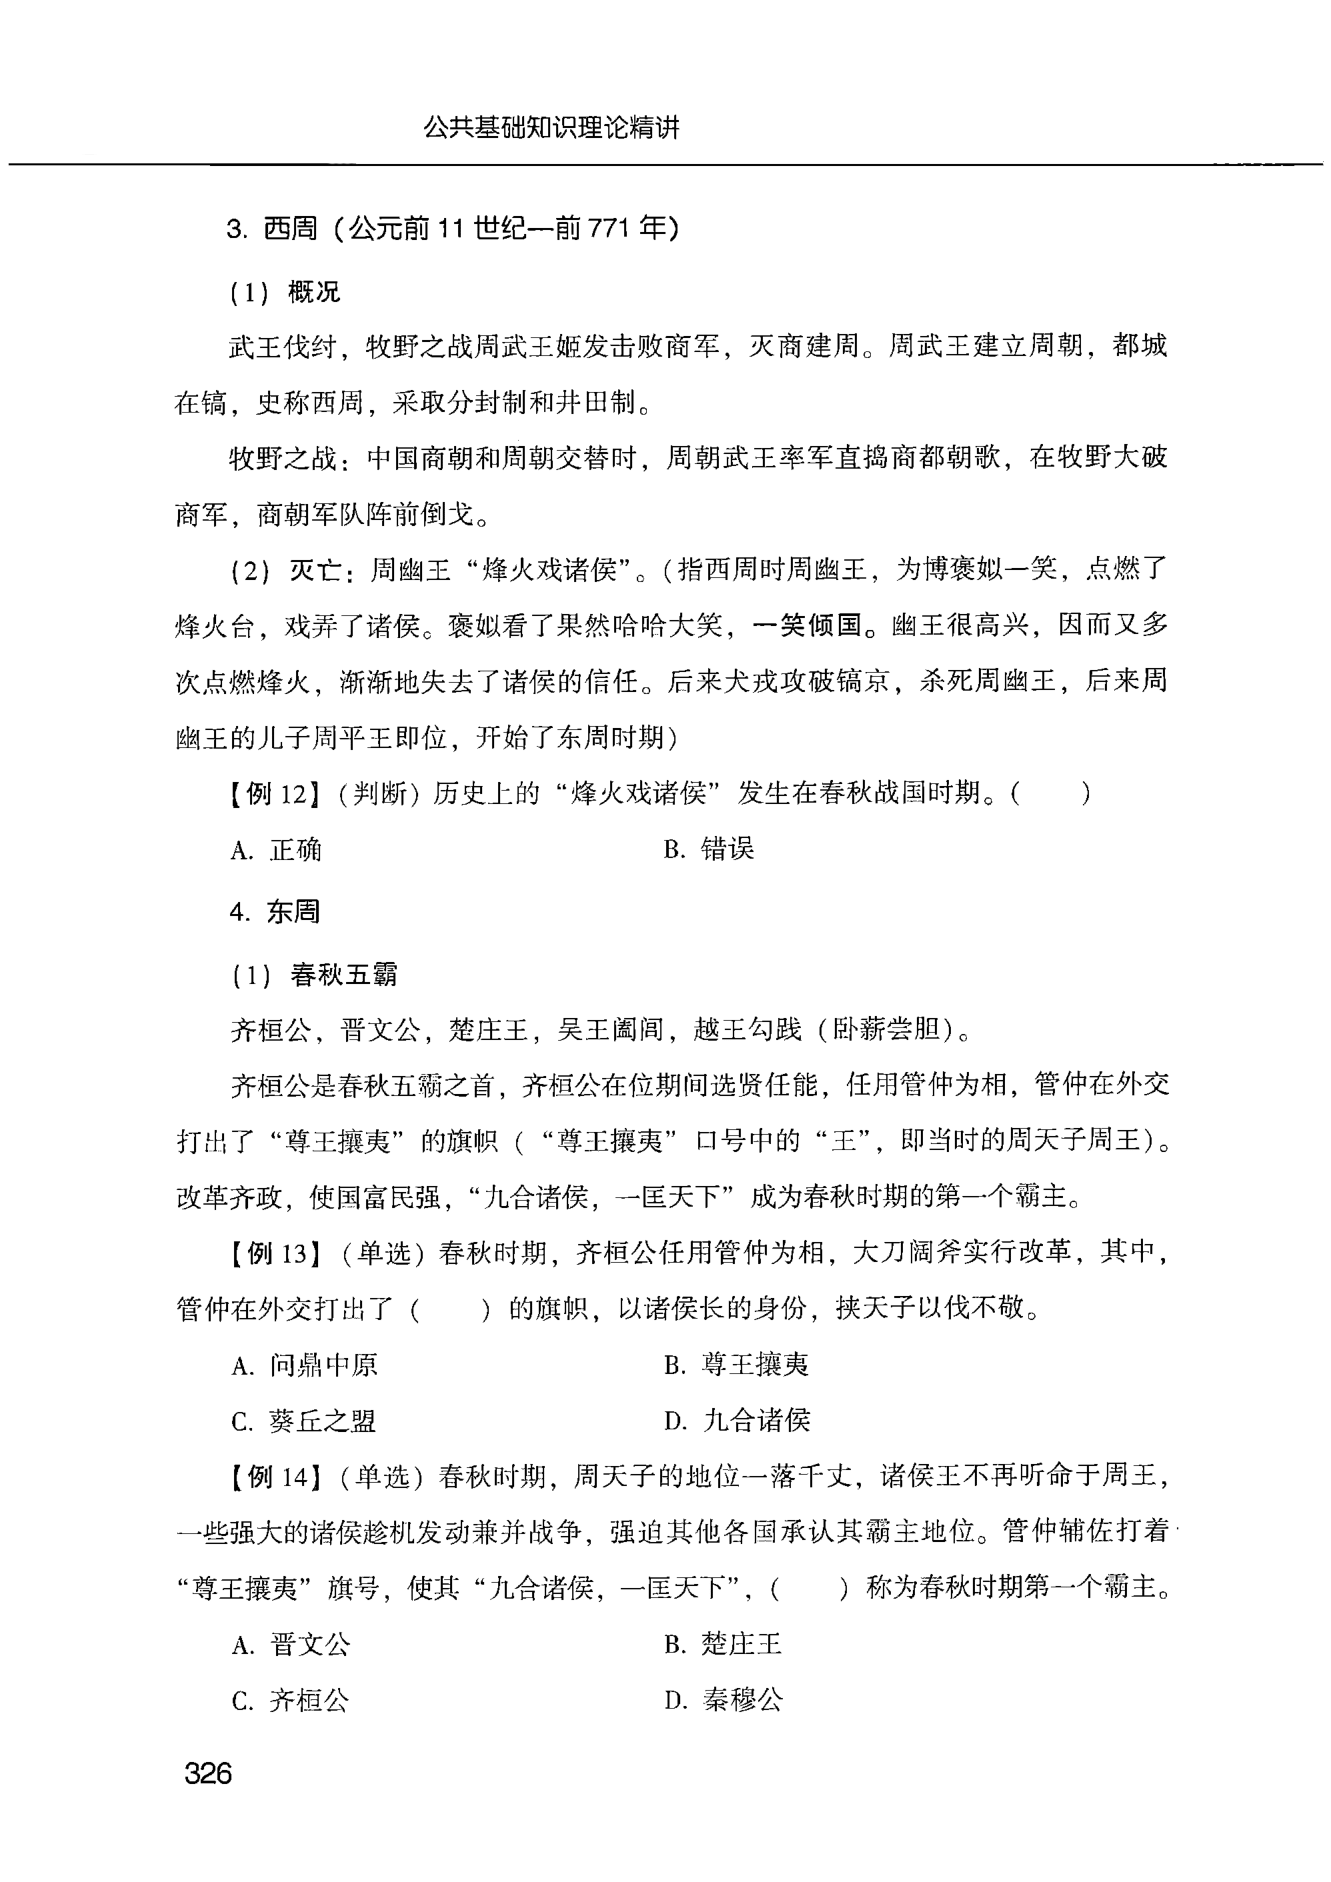 公共基础知识理论精讲
3. 西周（公元前 11 世纪—前 771 年）
(1) 概况
武王伐纣，牧野之战周武王姬发击败商军，灭商建周。周武王建立周朝，都城
在镐，史称西周，采取分封制和井田制。
牧野之战：中国商朝和周朝交替时，周朝武王率军直捣商都朝歌，在牧野大破
商军，商朝军队阵前倒戈。
(2) 灭亡：周幽王“烽火戏诸侯”。（指西周时周幽王，为博褒姒一笑，点燃了
烽火台，戏弄了诸侯。褒姒看了果然哈哈大笑，一笑倾国。幽王很高兴，因而又多
次点燃烽火，渐渐地失去了诸侯的信任。后来犬戎攻破镐京，杀死周幽王，后来周
幽王的儿子周平王即位，开始了东周时期）
【例 12】（判断）历史上的“烽火戏诸侯”发生在春秋战国时期。（　　）
A. 正确 B. 错误
4. 东周
(1) 春秋五霸
齐桓公，晋文公，楚庄王，吴王阖闾，越王勾践（卧薪尝胆）。
齐桓公是春秋五霸之首，齐桓公在位期间选贤任能，任用管仲为相，管仲在外交
打出了“尊王攘夷”的旗帜（“尊王攘夷”口号中的“王”，即当时的周天子周王）。
改革齐政，使国富民强，“九合诸侯，一匡天下”成为春秋时期的第一个霸主。
【例 13】（单选）春秋时期，齐桓公任用管仲为相，大刀阔斧实行改革，其中，
管仲在外交打出了（　　）的旗帜，以诸侯长的身份，挟天子以伐不敬。
A. 问鼎中原 B. 尊王攘夷
C. 葵丘之盟 D. 九合诸侯
【例 14】（单选）春秋时期，周天子的地位一落千丈，诸侯王不再听命于周王，
一些强大的诸侯趁机发动兼并战争，强迫其他各国承认其霸主地位。管仲辅佐打着
“尊王攘夷”旗号，使其“九合诸侯，一匡天下”，（　　）称为春秋时期第一个霸主。
A. 晋文公 B. 楚庄王
C. 齐桓公 D. 秦穆公
326